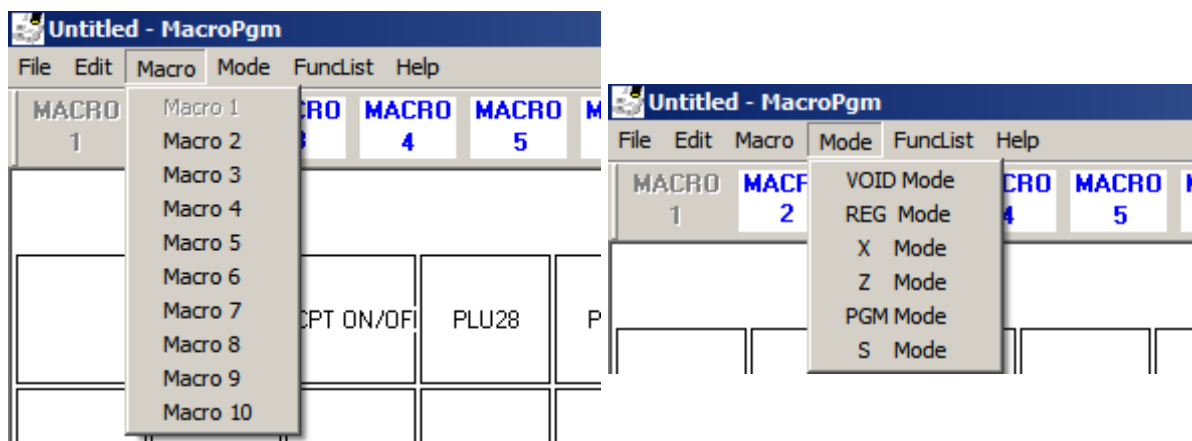 Untitled - MacroPgm
File Edit Macro Mode FuncList Help
MACRO 1
MACRO 4
MACRO 5
Macro 1
Macro 2
Macro 3
Macro 4
Macro 5
Macro 6
Macro 7
Macro 8
Macro 9
Macro 10
PLU28
Untitled - MacroPgm
File Edit Macro Mode FuncList Help
MACRO 1
2
4
MACRO 5
VOID Mode
REG Mode
X Mode
Z Mode
PGM Mode
S Mode